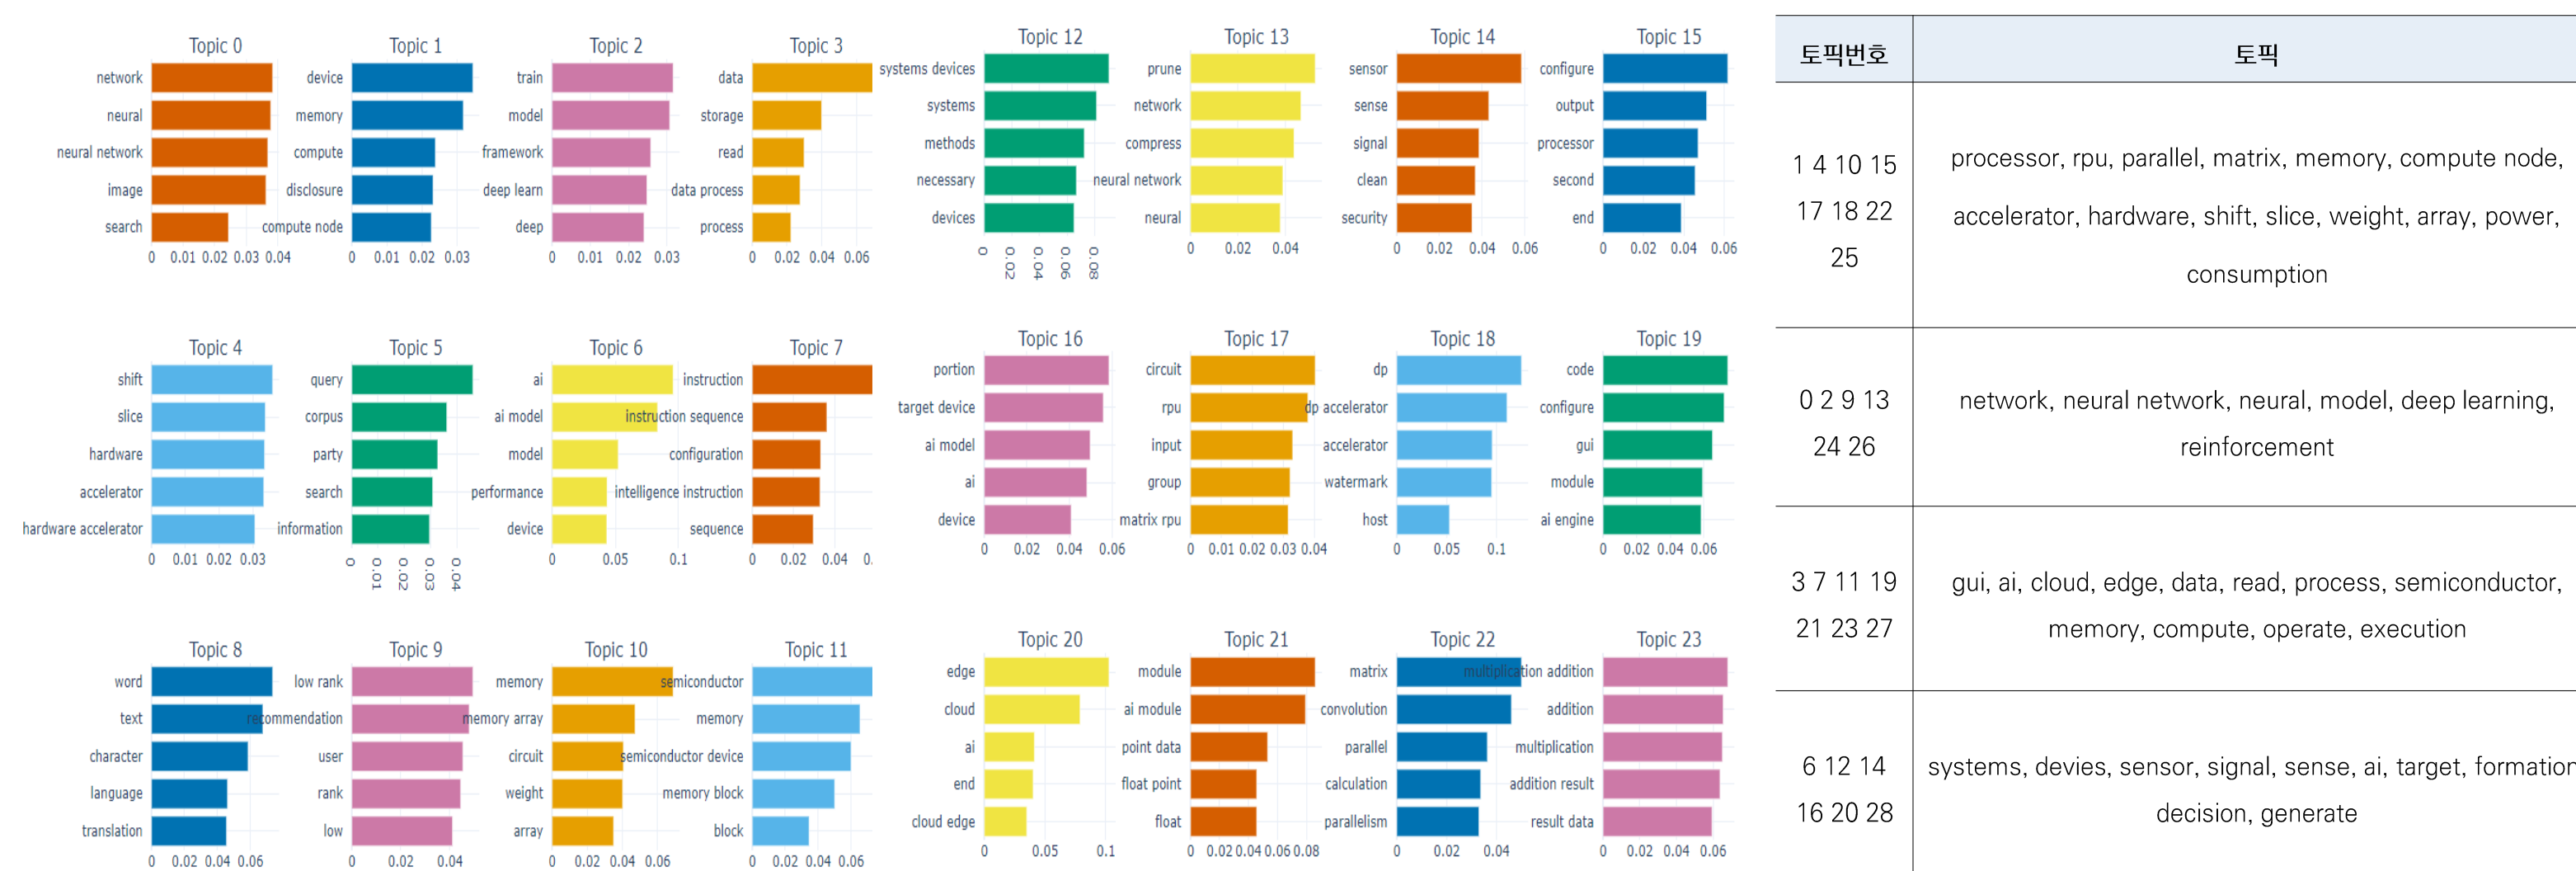 Topic 0
network
neural
neural network
image
search
0 0.01 0.02 0.03 0.04
Topic 1
device
memory
compute
disclosure
compute node
0 0.01 0.02 0.03
Topic 2
train
model
framework
deep learn
deep
0 0.01 0.02 0.03
Topic 3
data
storage
read
data process
process
0 0.02 0.04 0.06
Topic 4
shift
slice
hardware
accelerator
hardware accelerator
0 0.01 0.02 0.03
Topic 5
query
corpus
party
search
information
0 0.01 0.02 0.03 0.04
Topic 6
ai
ai model
model
performance
device
0 0.05 0.1
Topic 7
instruction
instruction sequence
configuration
intelligence instruction
sequence
0 0.02 0.04 0.
Topic 8
word
text
character
language
translation
0 0.02 0.04 0.06
Topic 9
low rank
recommendation
user
rank
low
0 0.02 0.04
Topic 10
memory
memory array
circuit
weight
array
0 0.02 0.04 0.06
Topic 11
semiconductor
memory
semiconductor device
memory block
block
0 0.02 0.04 0.06
Topic 12
systems devices
systems
methods
necessary
devices
0 0.02 0.04 0.06 0.08
Topic 13
prune
network
compress
neural network
neural
0 0.02 0.04
Topic 14
sensor
sense
signal
clean
security
0 0.02 0.04 0.06
Topic 15
configure
output
processor
second
end
0 0.02 0.04 0.06
Topic 16
portion
target device
ai model
ai
device
0 0.02 0.04 0.06
Topic 17
circuit
rpu
input
group
matrix rpu
0 0.01 0.02 0.03 0.04
Topic 18
dp
dp accelerator
accelerator
watermark
host
0 0.05 0.1
Topic 19
code
configure
gui
module
ai engine
0 0.02 0.04 0.06
Topic 20
edge
cloud
ai
end
cloud edge
0 0.05 0.1
Topic 21
module
ai module
point data
float point
float
0 0.02 0.04 0.06 0.08
Topic 22
matrix
convolution
parallel
calculation
parallelism
0 0.02 0.04
Topic 23
multiplication addition
addition
multiplication
addition result
result data
0 0.02 0.04 0.06
토픽번호 토픽
1 4 10 15
17 18 22
25
processor, rpu, parallel, matrix, memory, compute node,
accelerator, hardware, shift, slice, weight, array, power,
consumption
0 2 9 13
24 26
network, neural network, neural, model, deep learning,
reinforcement
3 7 11 19
21 23 27
gui, ai, cloud, edge, data, read, process, semiconductor,
memory, compute, operate, execution
6 12 14
16 20 28
systems, devies, sensor, signal, sense, ai, target, formation
decision, generate